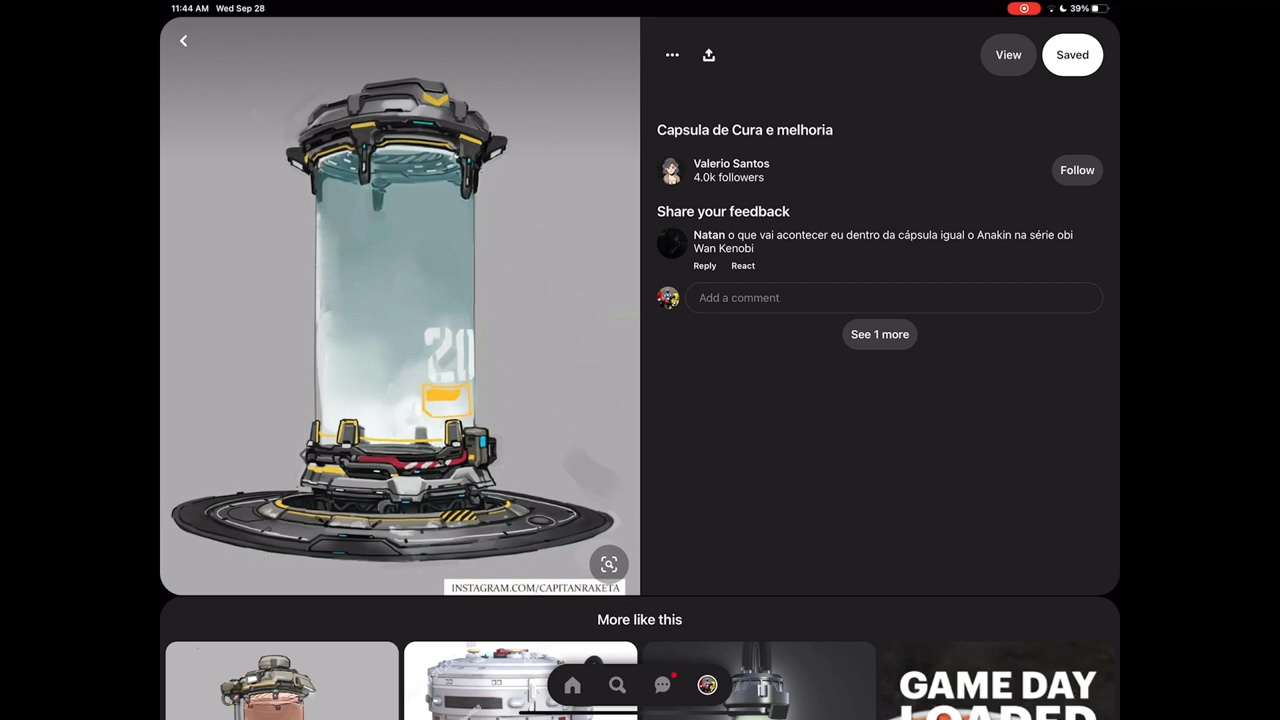 11:44 AM Wed Sep 28
39%
View
Saved
Capsula de Cura e melhoria
Valerio Santos
4.0k followers
Follow
Share your feedback
Natan o que vai acontecer eu dentro da cápsula igual o Anakin na série obi
Wan Kenobi
Reply React
Add a comment
See 1 more
20
INSTAGRAM.COM/CAPITANRAKETA
More like this
GAME DAY
LOADED